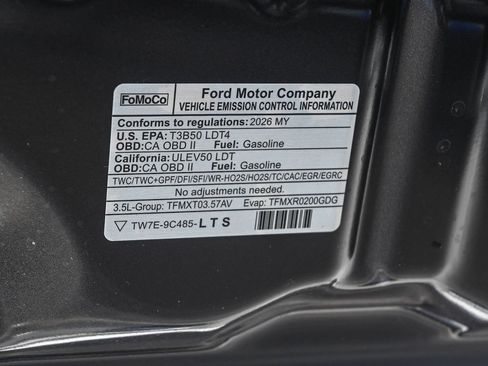 FoMoCo
Ford Motor Company
VEHICLE EMISSION CONTROL INFORMATION
Conforms to regulations: 2026 MY
U.S. EPA: T3B50 LDT4
OBD: CA OBD II Fuel: Gasoline
California: ULEV50 LDT
OBD: CA OBD II Fuel: Gasoline
TWC/TWC+GPF/DFI/SFI/WR-HO2S/HO2S/TC/CAC/EGR/EGRC
No adjustments needed.
3.5L-Group: TFMXT03.57AV Evap: TFMXR0200GDG
TW7E-9C485-LTS